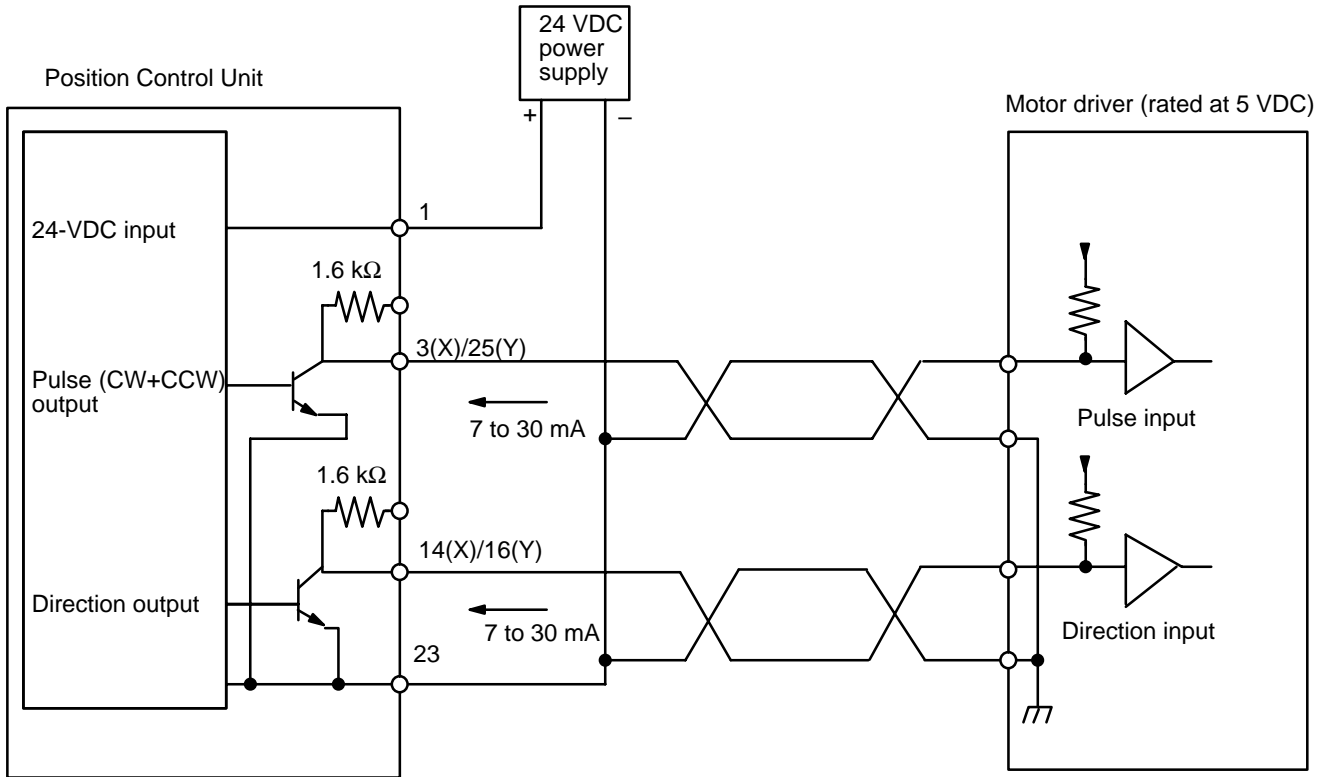 24 VDC
power
supply
Position Control Unit
Motor driver (rated at 5 VDC)
+ –
1
24-VDC input
1.6 kΩ
3(X)/25(Y)
Pulse (CW+CCW)
output
7 to 30 mA
Pulse input
1.6 kΩ
14(X)/16(Y)
Direction output
7 to 30 mA
Direction input
23